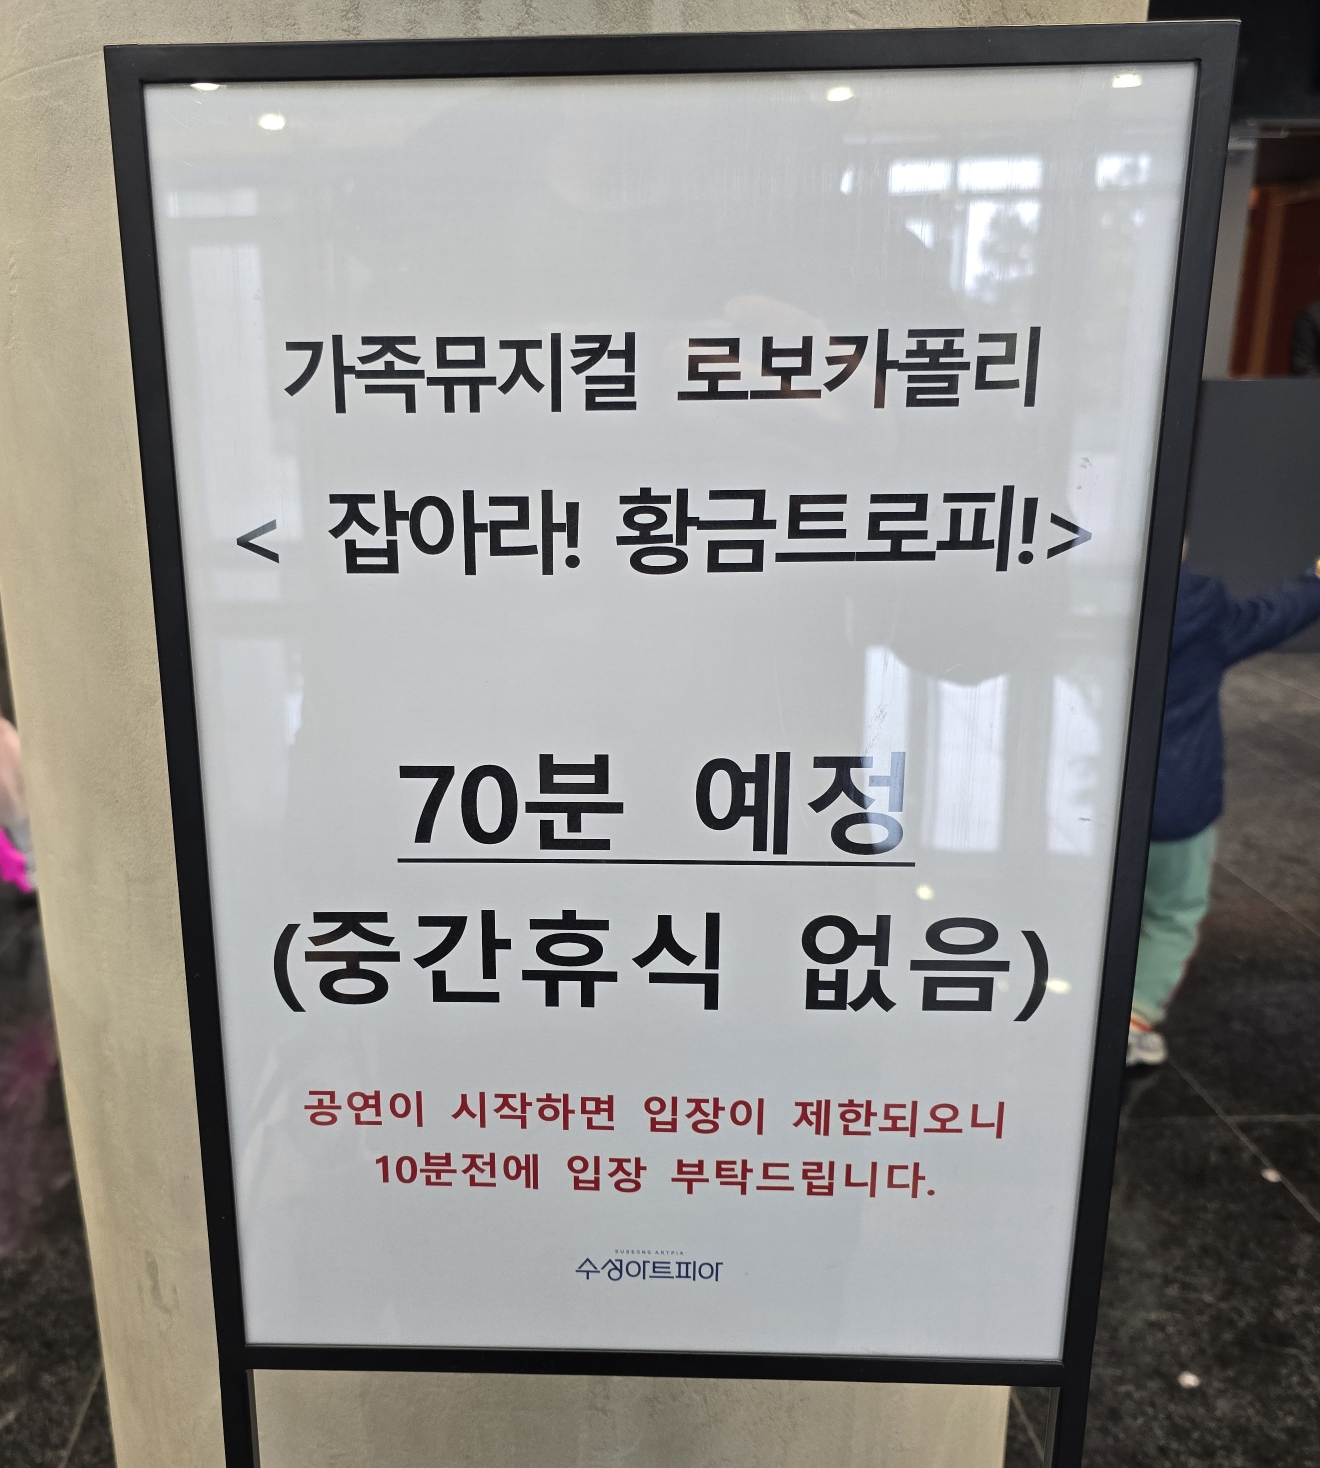 가족뮤지컬 로보카폴리
< 잡아라! 황금트로피!>
70분 예정
(중간휴식 없음)
공연이 시작하면 입장이 제한되오니
10분전에 입장 부탁드립니다.
SUSEONG ARTPIA
수성아트피아